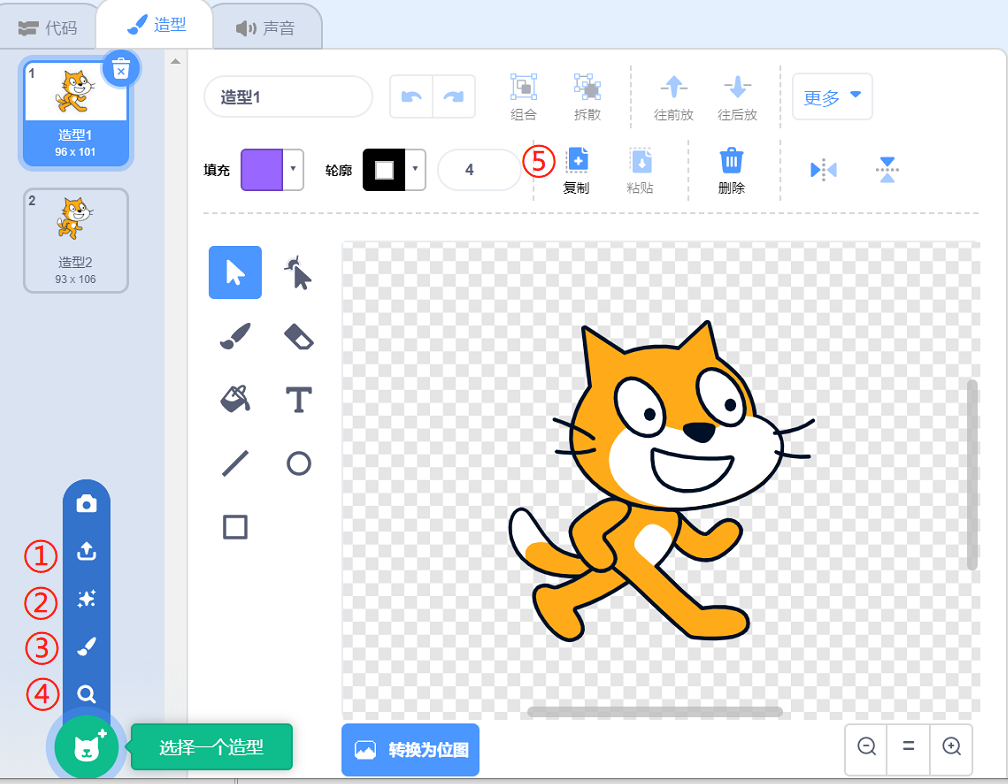 代码 造型 声音
1
造型1
96 x 101
2
造型2
93 x 106
造型1 组合 拆散 往前放 往后放 更多
填充 轮廓 4 ⑤ 复制 粘贴 删除
①
②
③
④
选择一个造型
转换为位图